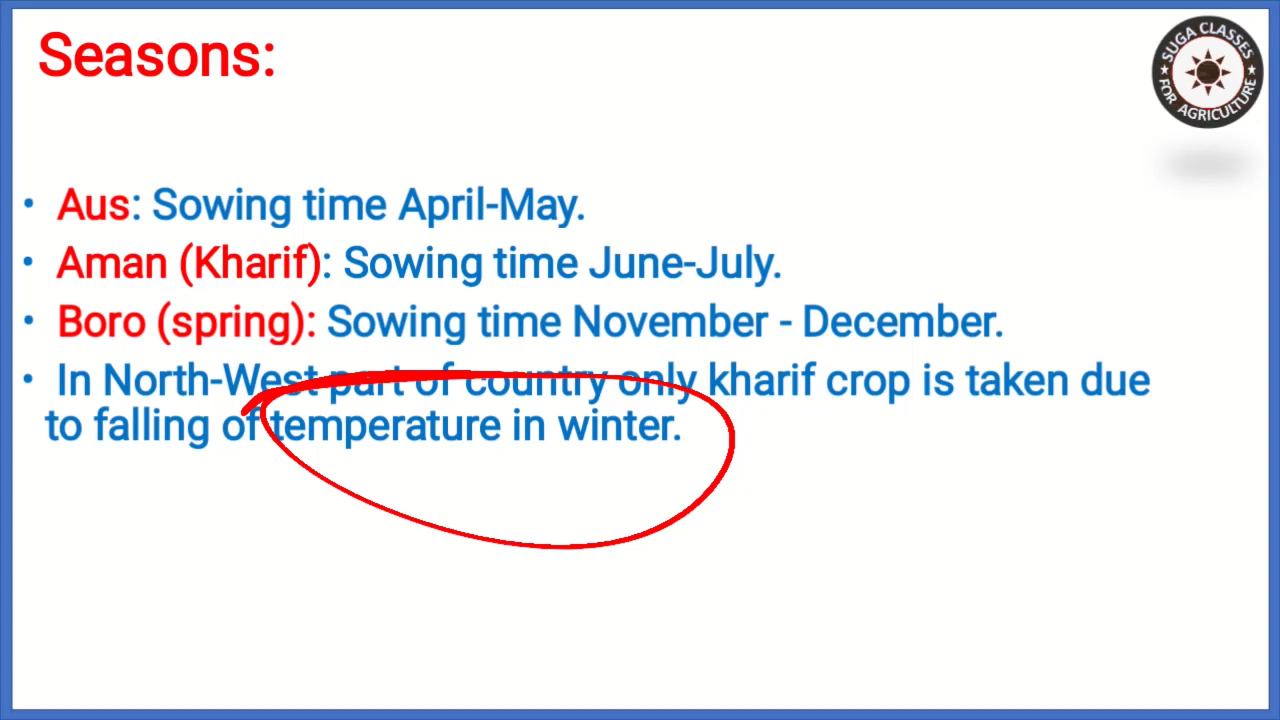 Seasons:
SUGA CLASSES
FOR AGRICULTURE
• Aus: Sowing time April-May.
• Aman (Kharif): Sowing time June-July.
• Boro (spring): Sowing time November - December.
• In North-West part of country only kharif crop is taken due
to falling of temperature in winter.